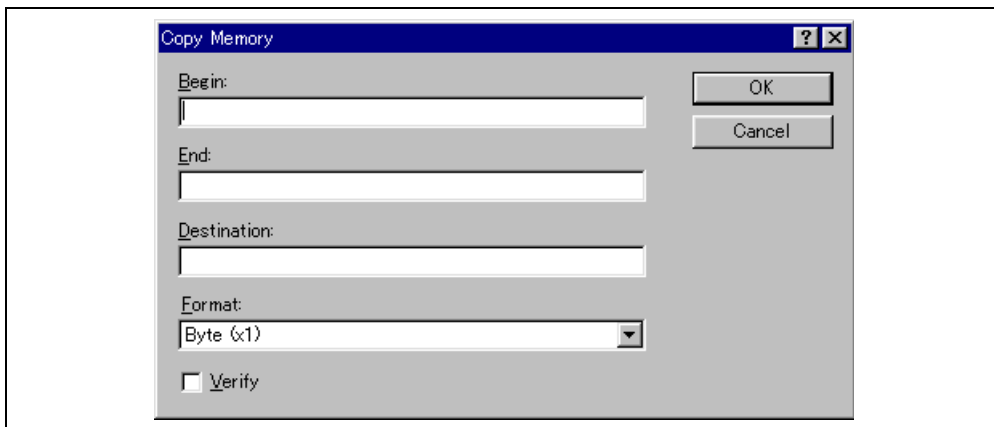 Copy Memory
Begin:
OK
Cancel
End:
Destination:
Format:
Byte (x1)
Verify